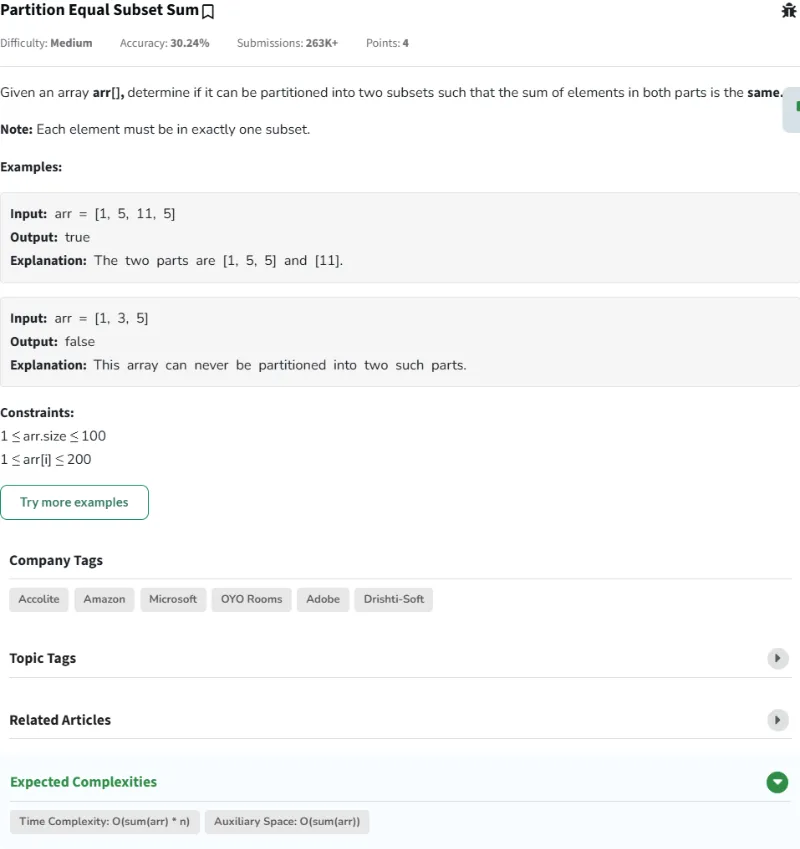 Partition Equal Subset Sum
Difficulty: Medium Accuracy: 30.24% Submissions: 263K+ Points: 4
Given an array arr[], determine if it can be partitioned into two subsets such that the sum of elements in both parts is the same.
Note: Each element must be in exactly one subset.
Examples:
Input: arr = [1, 5, 11, 5]
Output: true
Explanation: The two parts are [1, 5, 5] and [11].
Input: arr = [1, 3, 5]
Output: false
Explanation: This array can never be partitioned into two such parts.
Constraints:
1 ≤ arr.size ≤ 100
1 ≤ arr[i] ≤ 200
Try more examples
Company Tags
Accolite Amazon Microsoft OYO Rooms Adobe Drishti-Soft
Topic Tags
Related Articles
Expected Complexities
Time Complexity: O(sum(arr) * n) Auxiliary Space: O(sum(arr))